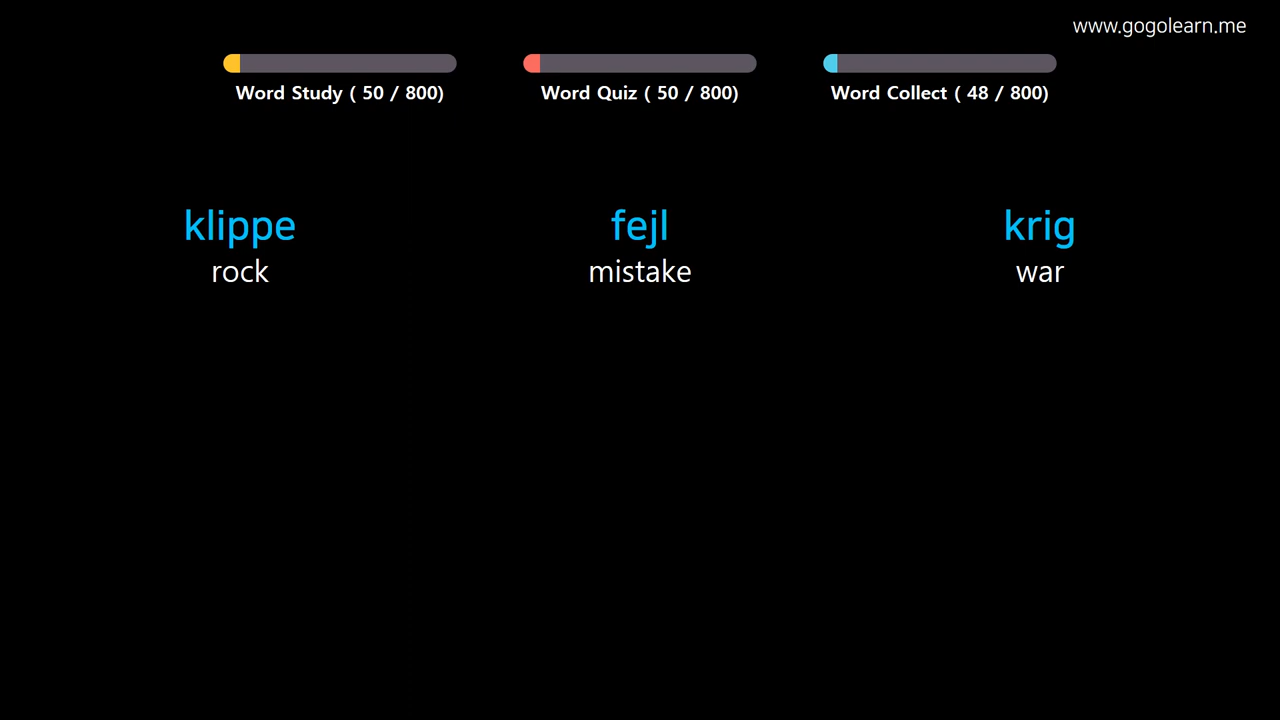 www.gogolearn.me
Word Study ( 50 / 800)
Word Quiz ( 50 / 800)
Word Collect ( 48 / 800)
klippe
rock
fejl
mistake
krig
war